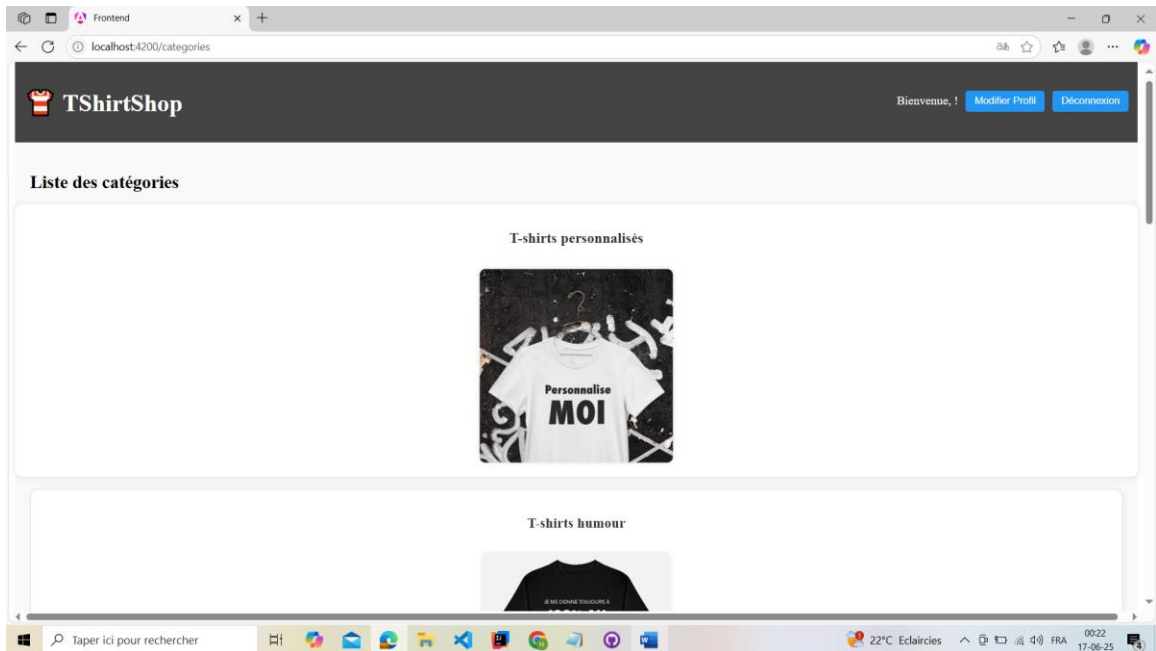 Frontend
localhost:4200/categories
TShirtShop
Bienvenue, !
Modifier Profil
Déconnexion
Liste des catégories
T-shirts personnalisés
Personnalise
MOI
T-shirts humour
JE ME DONNE TOUJOURS À
Taper ici pour rechercher
22°C Eclaircies
FRA
00:22
17-06-25